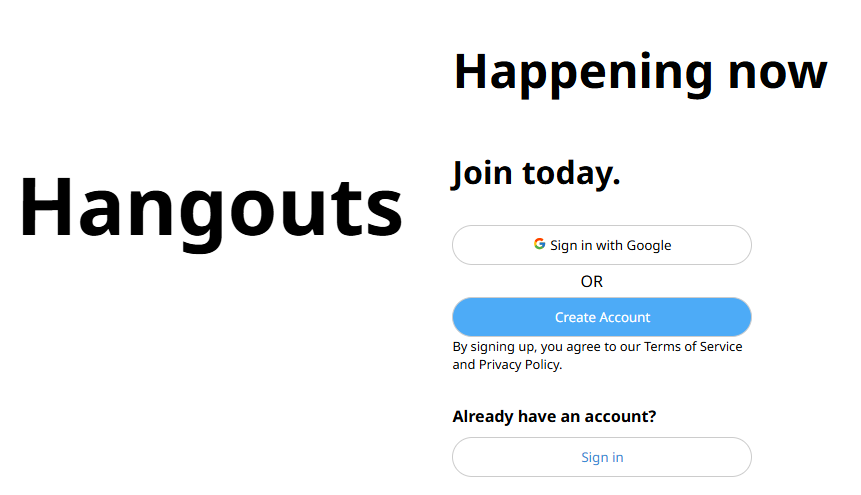 Hangouts
Happening now
Join today.
Sign in with Google
OR
Create Account
By signing up, you agree to our Terms of Service
and Privacy Policy.
Already have an account?
Sign in